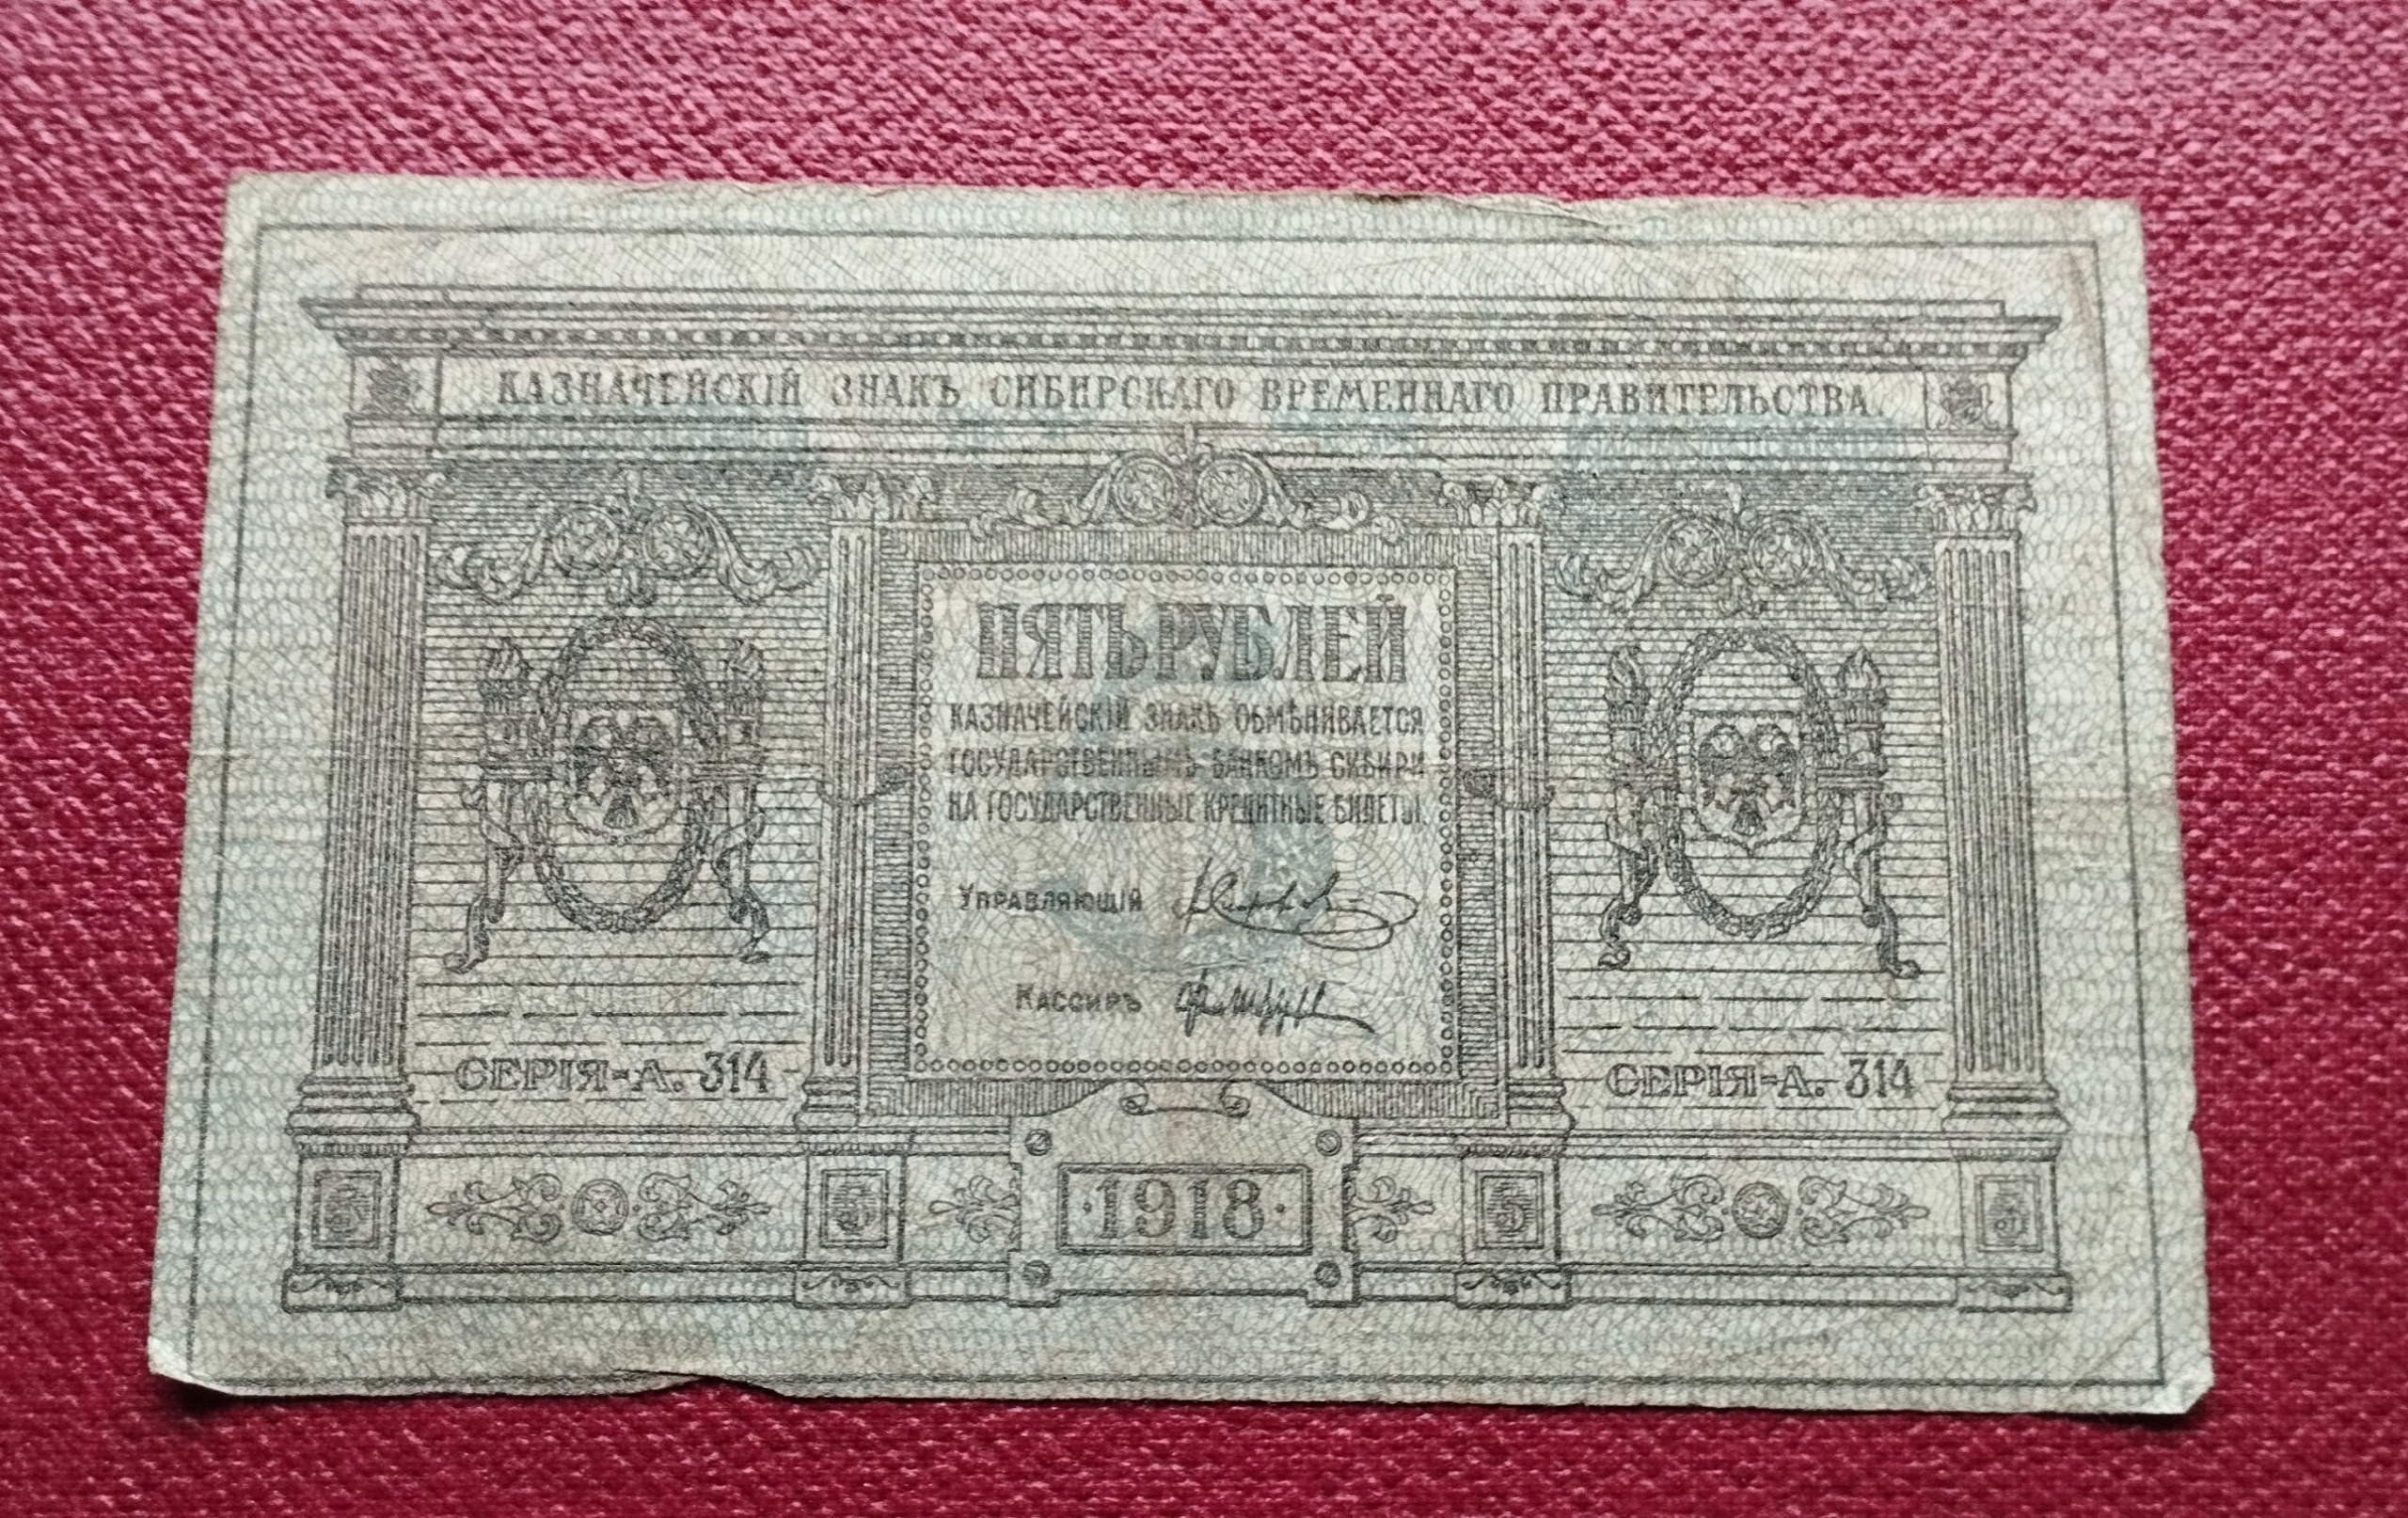 КАЗНАЧЕЙСКІЙ ЗНАКЪ СИБИРСКАГО ВРЕМЕННАГО ПРАВИТЕЛЬСТВА.
ПЯТЬ РУБЛЕЙ
КАЗНАЧЕЙСКІЙ ЗНАКЪ ОБМѢНИВАЕТСЯ
ГОСУДАРСТВЕННЫМЪ БАНКОМЪ СИБИРИ
НА ГОСУДАРСТВЕННЫЕ КРЕДИТНЫЕ БИЛЕТЫ.
УПРАВЛЯЮЩІЙ
КАССИРЪ
СЕРІЯ-А. 314
СЕРІЯ-А. 314
5 5 ·1918· 5 5